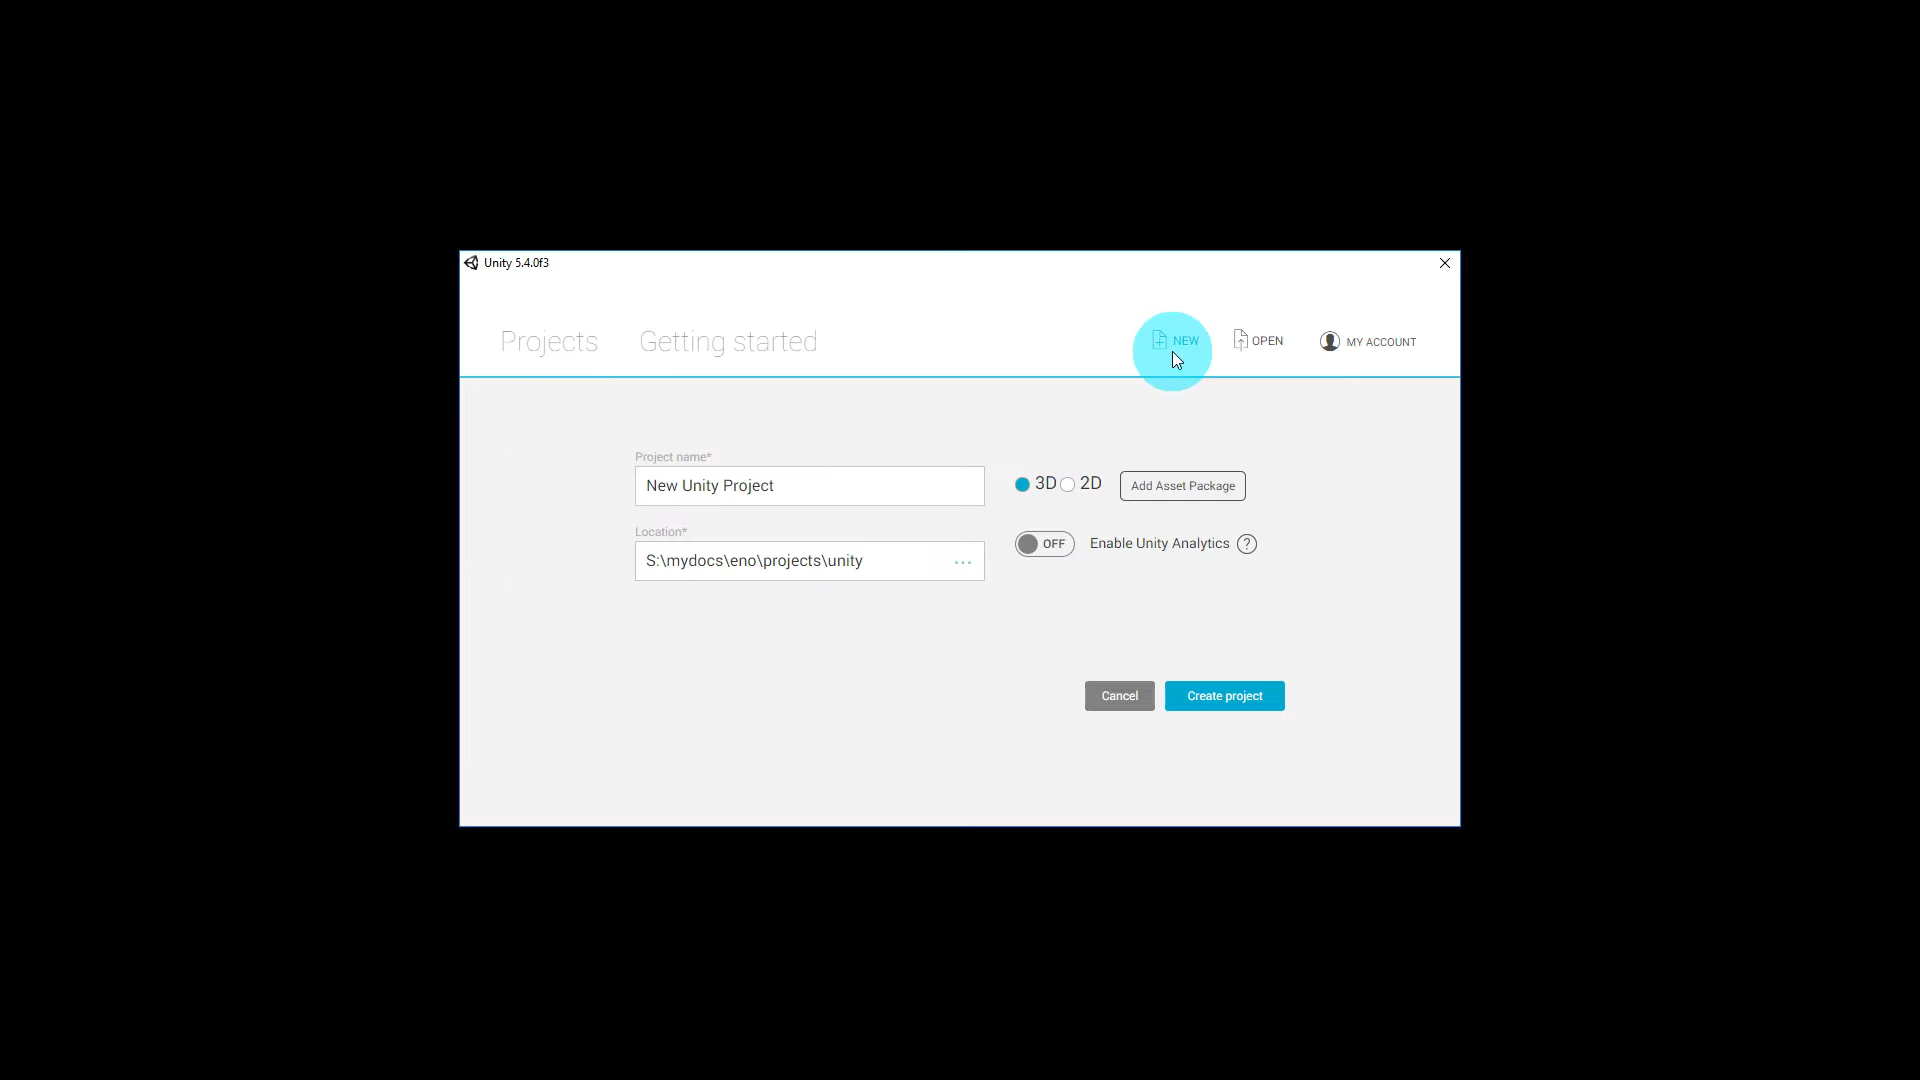 Unity 5.4.0f3
Projects Getting started NEW OPEN MY ACCOUNT
Project name*
New Unity Project 3D 2D Add Asset Package
Location*
S:\mydocs\eno\projects\unity ... OFF Enable Unity Analytics ?
Cancel Create project